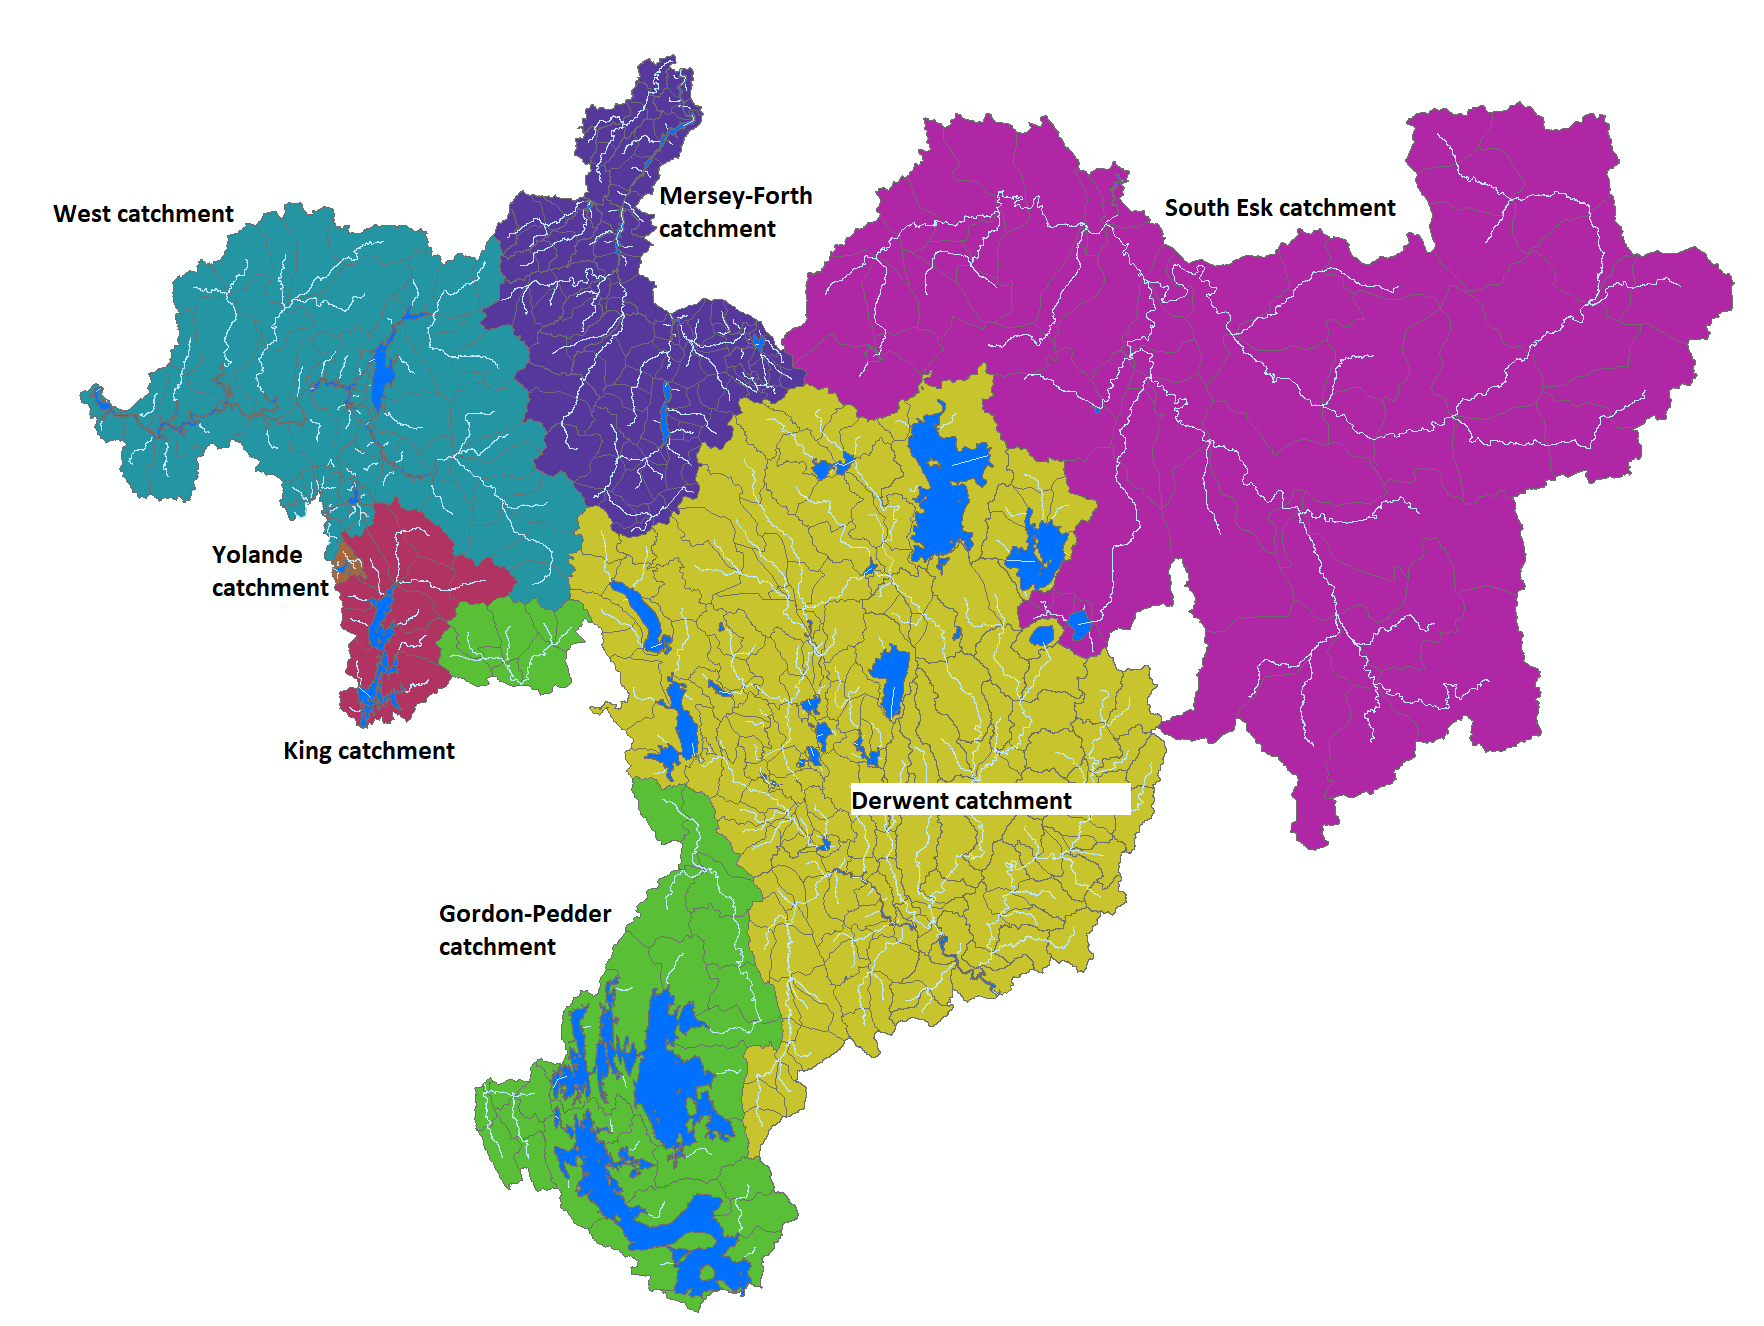 Mersey-Forth
catchment
West catchment
South Esk catchment
Yolande
catchment
King catchment
Derwent catchment
Gordon-Pedder
catchment